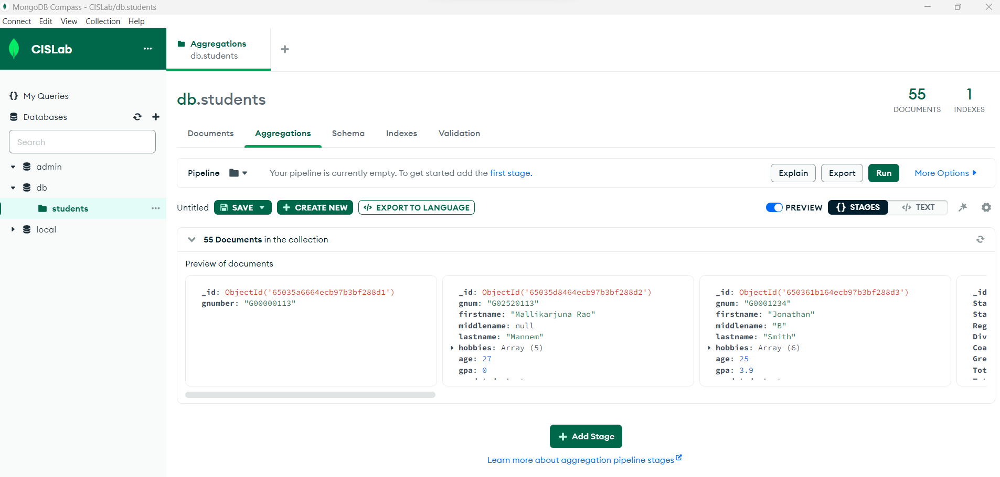 MongoDB Compass - CISLab/db.students
Connect Edit View Collection Help
CISLab
Aggregations
db.students
My Queries
Databases
Search
admin
db
students
local
db.students
55
DOCUMENTS
1
INDEXES
Documents Aggregations Schema Indexes Validation
Pipeline Your pipeline is currently empty. To get started add the first stage. Explain Export Run More Options
Untitled SAVE CREATE NEW </> EXPORT TO LANGUAGE PREVIEW {} STAGES </> TEXT
55 Documents in the collection
Preview of documents
_id: ObjectId('65035a6664ecb97b3bf288d1')
gnumber: "G00000113"
_id: ObjectId('65035d8464ecb97b3bf288d2')
gnum: "G02520113"
firstname: "Mallikarjuna Rao"
middlename: null
lastname: "Mannem"
hobbies: Array (5)
age: 27
gpa: 0
_id: ObjectId('650361b164ecb97b3bf288d3')
gnum: "G0001234"
firstname: "Jonathan"
middlename: "B"
lastname: "Smith"
hobbies: Array (6)
age: 25
gpa: 3.9
_id
Sta
Sta
Reg
Div
Coa
Gre
Tot
Add Stage
Learn more about aggregation pipeline stages